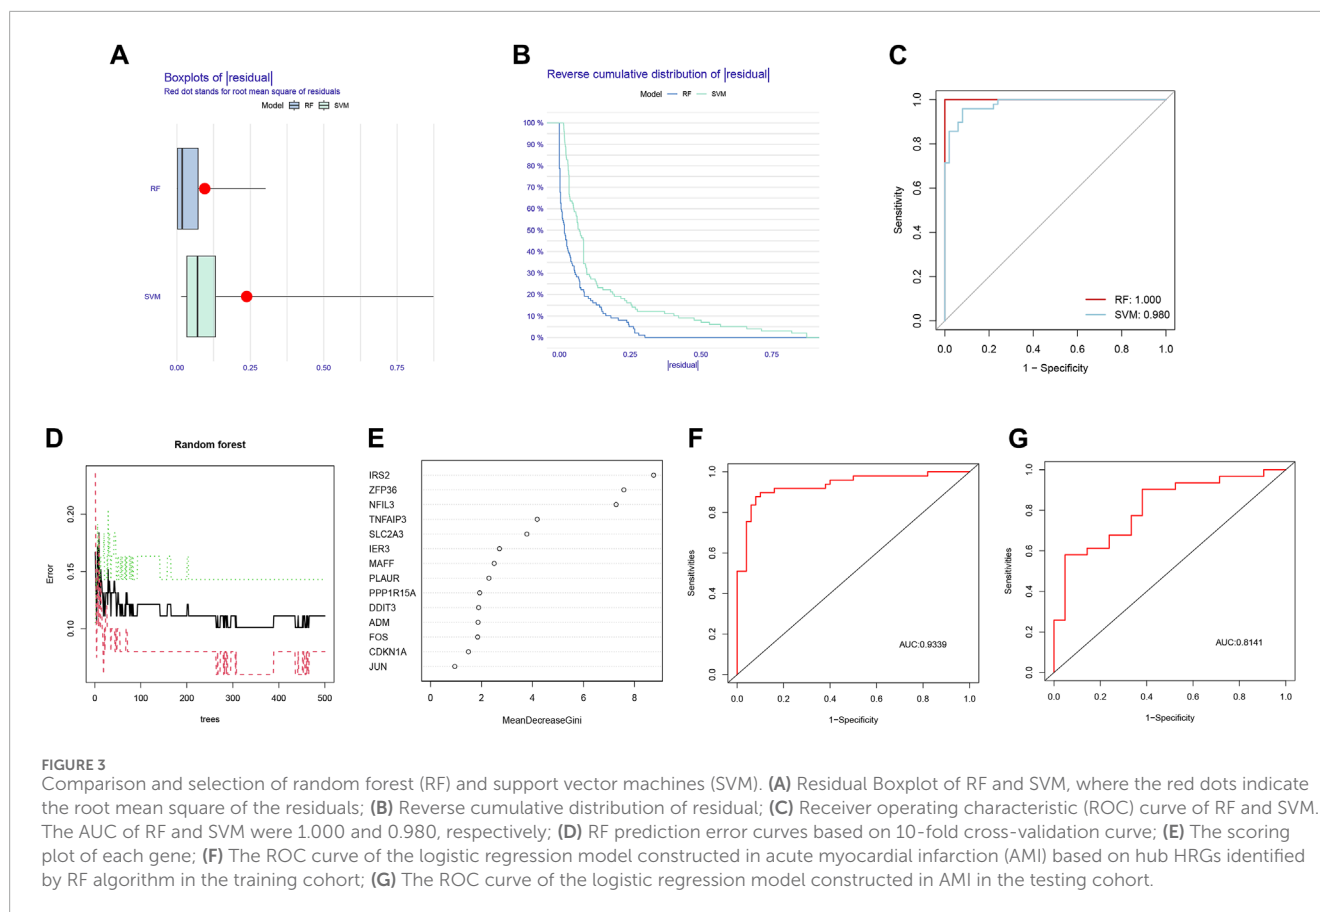 A
Boxplots of |residual|
Red dot stands for root mean square of residuals
Model RF SVM
RF
SVM
0.00 0.25 0.50 0.75
B
Reverse cumulative distribution of |residual|
Model RF SVM
100 %
90 %
80 %
70 %
60 %
50 %
40 %
30 %
20 %
10 %
0 %
0.00 0.25 0.50 0.75
|residual|
C
1.0
0.8
0.6
0.4
0.2
0.0
Sensitivity
RF: 1.000
SVM: 0.980
0.0 0.2 0.4 0.6 0.8 1.0
1 − Specificity
D
Random forest
0.20
0.15
0.10
Error
0 100 200 300 400 500
trees
E
IRS2
ZFP36
NFIL3
TNFAIP3
SLC2A3
IER3
MAFF
PLAUR
PPP1R15A
DDIT3
ADM
FOS
CDKN1A
JUN
0 2 4 6 8
MeanDecreaseGini
F
1.0
0.8
0.6
0.4
0.2
0.0
Sensitivities
AUC:0.9339
0.0 0.2 0.4 0.6 0.8 1.0
1−Specificity
G
1.0
0.8
0.6
0.4
0.2
0.0
Sensitivities
AUC:0.8141
0.0 0.2 0.4 0.6 0.8 1.0
1−Specificity
FIGURE 3
Comparison and selection of random forest (RF) and support vector machines (SVM). (A) Residual Boxplot of RF and SVM, where the red dots indicate
the root mean square of the residuals; (B) Reverse cumulative distribution of residual; (C) Receiver operating characteristic (ROC) curve of RF and SVM.
The AUC of RF and SVM were 1.000 and 0.980, respectively; (D) RF prediction error curves based on 10-fold cross-validation curve; (E) The scoring
plot of each gene; (F) The ROC curve of the logistic regression model constructed in acute myocardial infarction (AMI) based on hub HRGs identified
by RF algorithm in the training cohort; (G) The ROC curve of the logistic regression model constructed in AMI in the testing cohort.